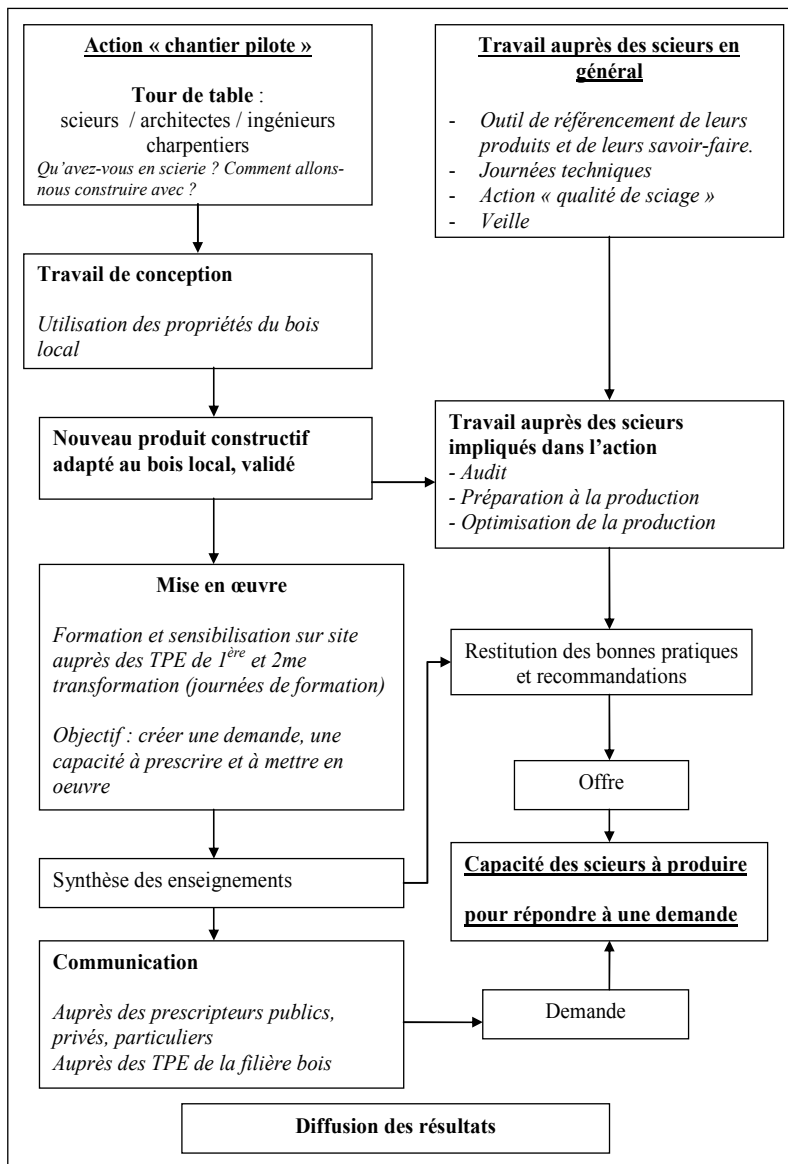 Action « chantier pilote »
Tour de table :
scieurs / architectes / ingénieurs
charpentiers
Qu'avez-vous en scierie ? Comment allons-
nous construire avec ?
Travail de conception
Utilisation des propriétés du bois
local
Nouveau produit constructif
adapté au bois local, validé
Mise en œuvre
Formation et sensibilisation sur site
auprès des TPE de 1ère et 2me
transformation (journées de formation)
Objectif : créer une demande, une
capacité à prescrire et à mettre en
oeuvre
Synthèse des enseignements
Communication
Auprès des prescripteurs publics,
privés, particuliers
Auprès des TPE de la filière bois
Travail auprès des scieurs en
général
- Outil de référencement de leurs
produits et de leurs savoir-faire.
- Journées techniques
- Action « qualité de sciage »
- Veille
Travail auprès des scieurs
impliqués dans l'action
- Audit
- Préparation à la production
- Optimisation de la production
Restitution des bonnes pratiques
et recommandations
Offre
Capacité des scieurs à produire
pour répondre à une demande
Demande
Diffusion des résultats